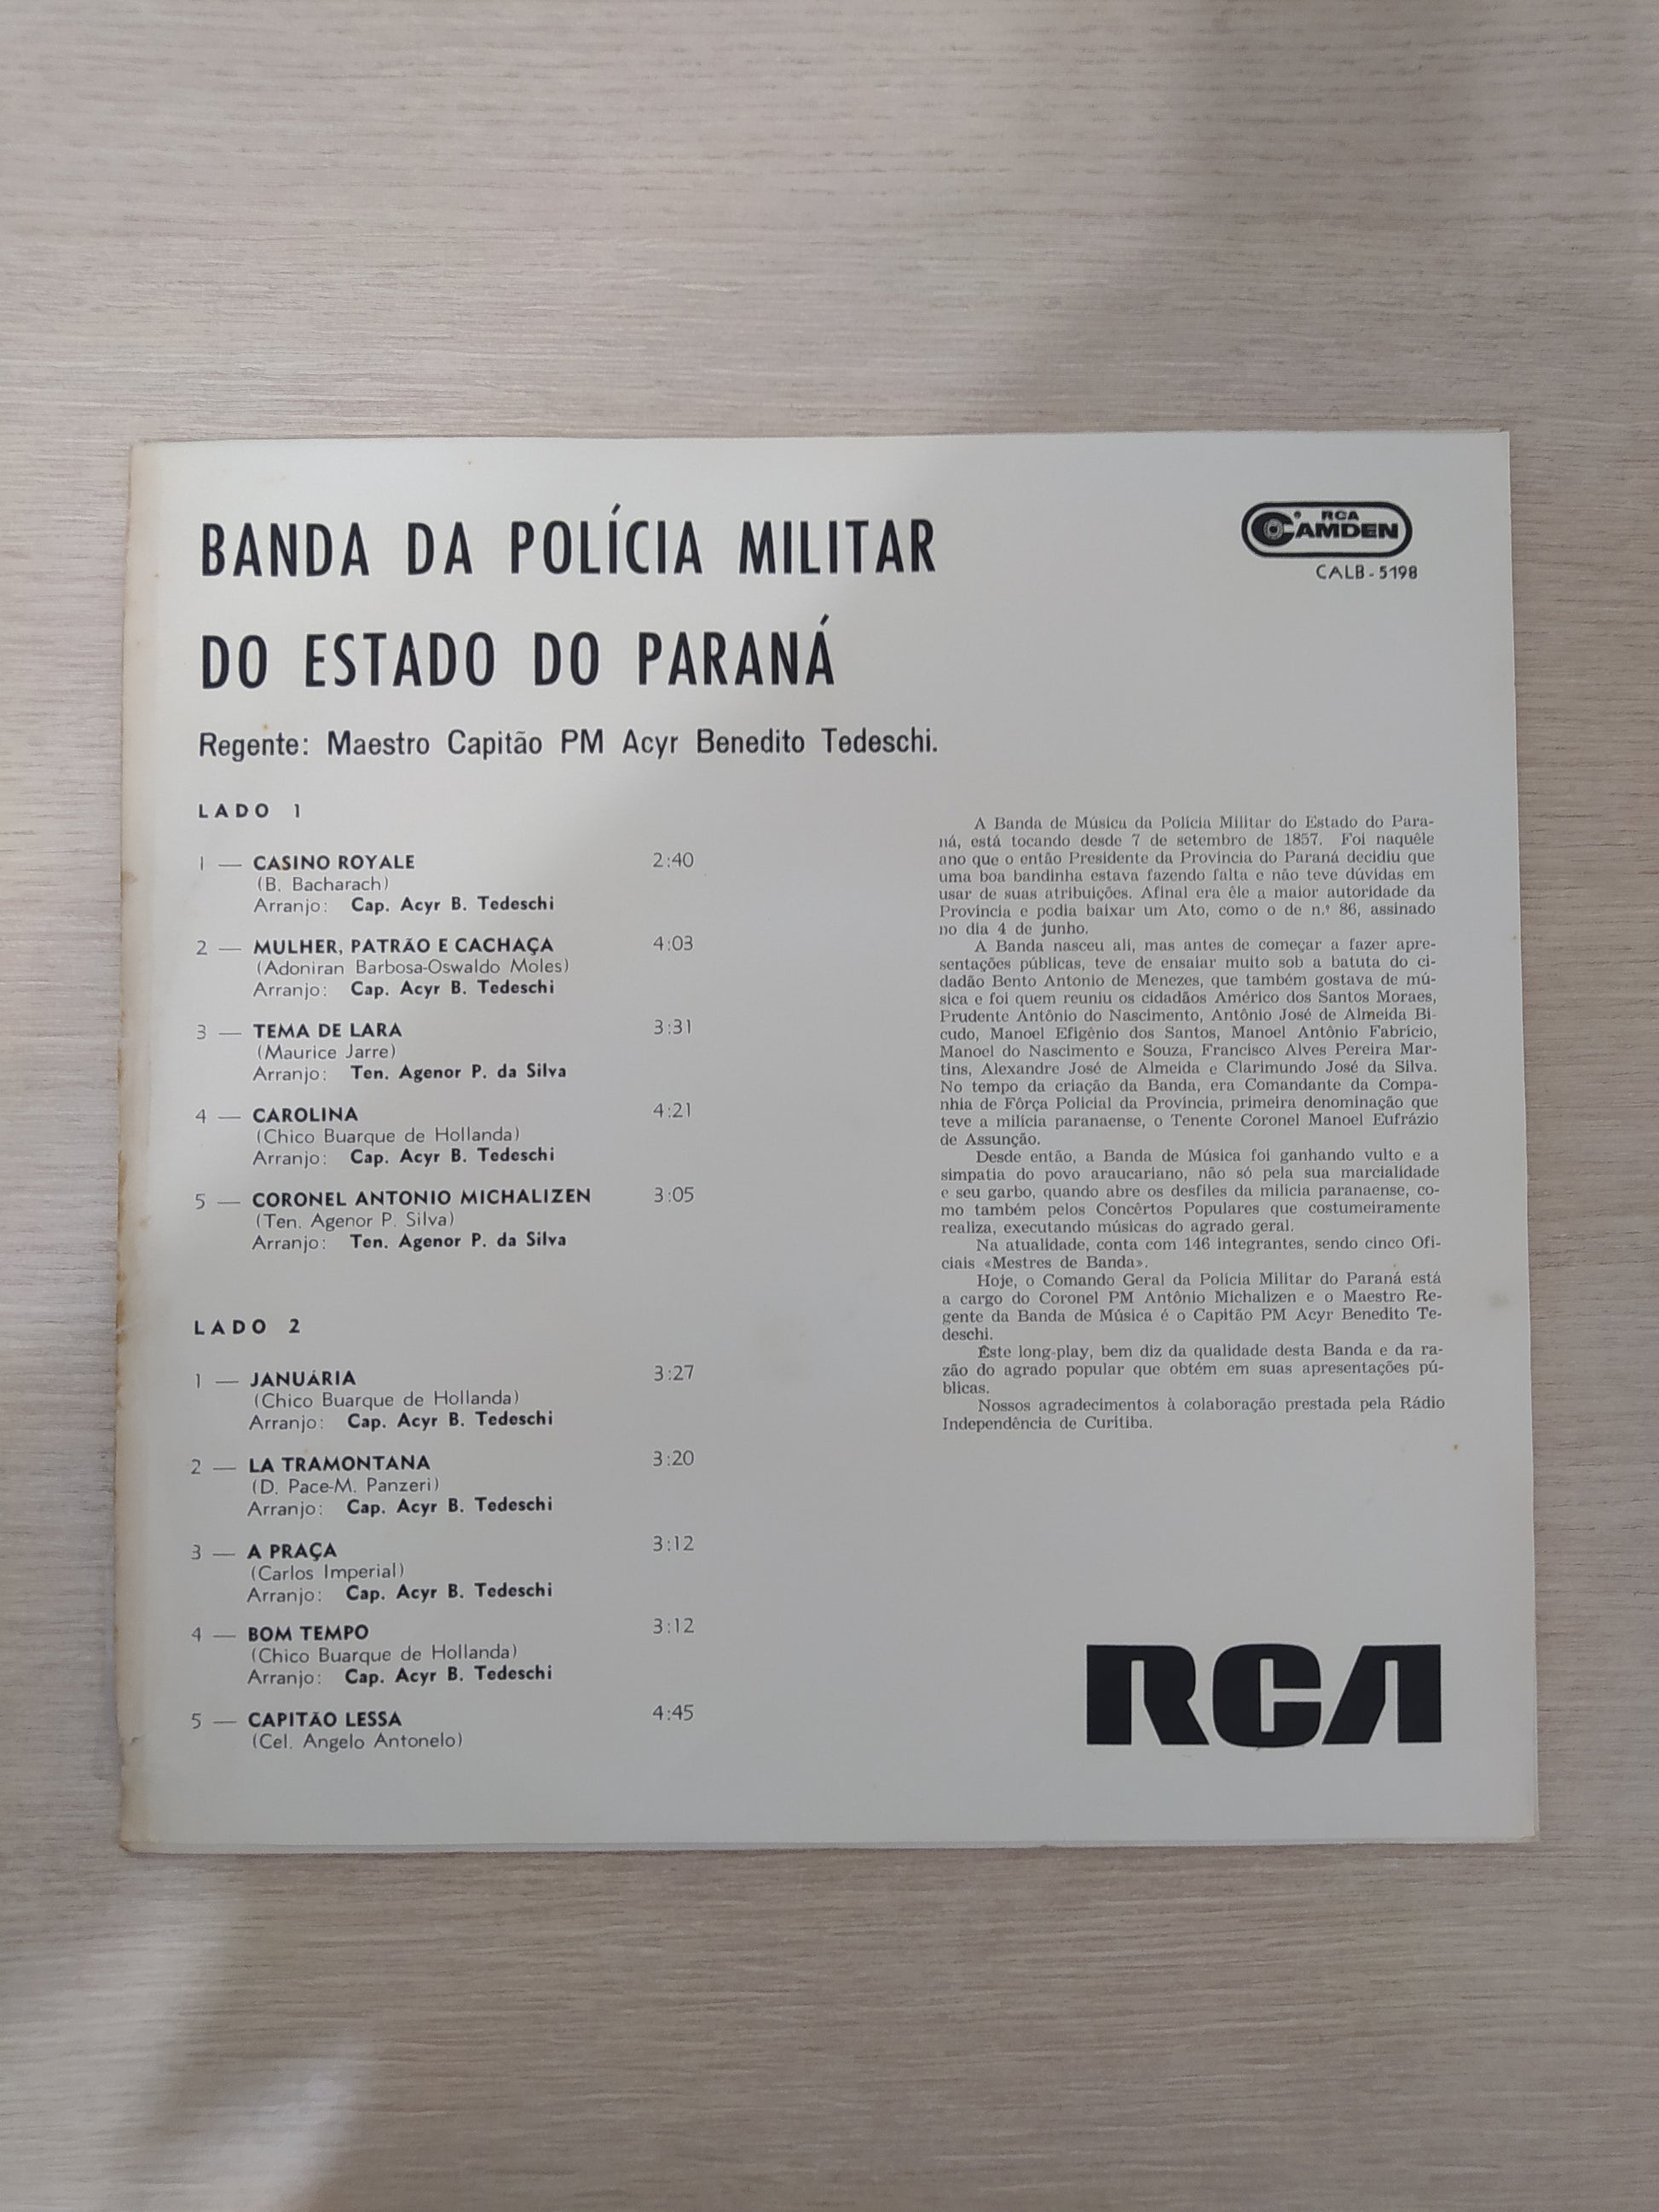 BANDA DA POLÍCIA MILITAR
DO ESTADO DO PARANÁ
Regente: Maestro Capitão PM Acyr Benedito Tedeschi.
RCA
CAMDEN
CALB - 5198
LADO 1
1 — CASINO ROYALE 2:40
(B. Bacharach)
Arranjo: Cap. Acyr B. Tedeschi
2 — MULHER, PATRÃO E CACHAÇA 4:03
(Adoniran Barbosa-Oswaldo Moles)
Arranjo: Cap. Acyr B. Tedeschi
3 — TEMA DE LARA 3:31
(Maurice Jarre)
Arranjo: Ten. Agenor P. da Silva
4 — CAROLINA 4:21
(Chico Buarque de Hollanda)
Arranjo: Cap. Acyr B. Tedeschi
5 — CORONEL ANTONIO MICHALIZEN 3:05
(Ten. Agenor P. Silva)
Arranjo: Ten. Agenor P. da Silva
LADO 2
1 — JANUÁRIA 3:27
(Chico Buarque de Hollanda)
Arranjo: Cap. Acyr B. Tedeschi
2 — LA TRAMONTANA 3:20
(D. Pace-M. Panzeri)
Arranjo: Cap. Acyr B. Tedeschi
3 — A PRAÇA 3:12
(Carlos Imperial)
Arranjo: Cap. Acyr B. Tedeschi
4 — BOM TEMPO 3:12
(Chico Buarque de Hollanda)
Arranjo: Cap. Acyr B. Tedeschi
5 — CAPITÃO LESSA 4:45
(Cel. Angelo Antonelo)
A Banda de Música da Polícia Militar do Estado do Para-
ná, está tocando desde 7 de setembro de 1857. Foi naquêle
ano que o então Presidente da Província do Paraná decidiu que
uma boa bandinha estava fazendo falta e não teve dúvidas em
usar de suas atribuições. Afinal era êle a maior autoridade da
Província e podia baixar um Ato, como o de n.º 86, assinado
no dia 4 de junho.
A Banda nasceu ali, mas antes de começar a fazer apre-
sentações públicas, teve de ensaiar muito sob a batuta do ci-
dadão Bento Antonio de Menezes, que também gostava de mú-
sica e foi quem reuniu os cidadãos Américo dos Santos Moraes,
Prudente Antônio do Nascimento, Antônio José de Almeida Bi-
cudo, Manoel Efigênio dos Santos, Manoel Antônio Fabrício,
Manoel do Nascimento e Souza, Francisco Alves Pereira Mar-
tins, Alexandre José de Almeida e Clarimundo José da Silva.
No tempo da criação da Banda, era Comandante da Compa-
nhia de Fôrça Policial da Província, primeira denominação que
teve a milícia paranaense, o Tenente Coronel Manoel Eufrázio
de Assunção.
Desde então, a Banda de Música foi ganhando vulto e a
simpatia do povo araucariano, não só pela sua marcialidade
e seu garbo, quando abre os desfiles da milícia paranaense, co-
mo também pelos Concêrtos Populares que costumeiramente
realiza, executando músicas do agrado geral.
Na atualidade, conta com 146 integrantes, sendo cinco Ofi-
ciais «Mestres de Banda».
Hoje, o Comando Geral da Polícia Militar do Paraná está
a cargo do Coronel PM Antônio Michalizen e o Maestro Re-
gente da Banda de Música é o Capitão PM Acyr Benedito Te-
deschi.
Êste long-play, bem diz da qualidade desta Banda e da ra-
zão do agrado popular que obtém em suas apresentações pú-
blicas.
Nossos agradecimentos à colaboração prestada pela Rádio
Independência de Curitiba.
RCA